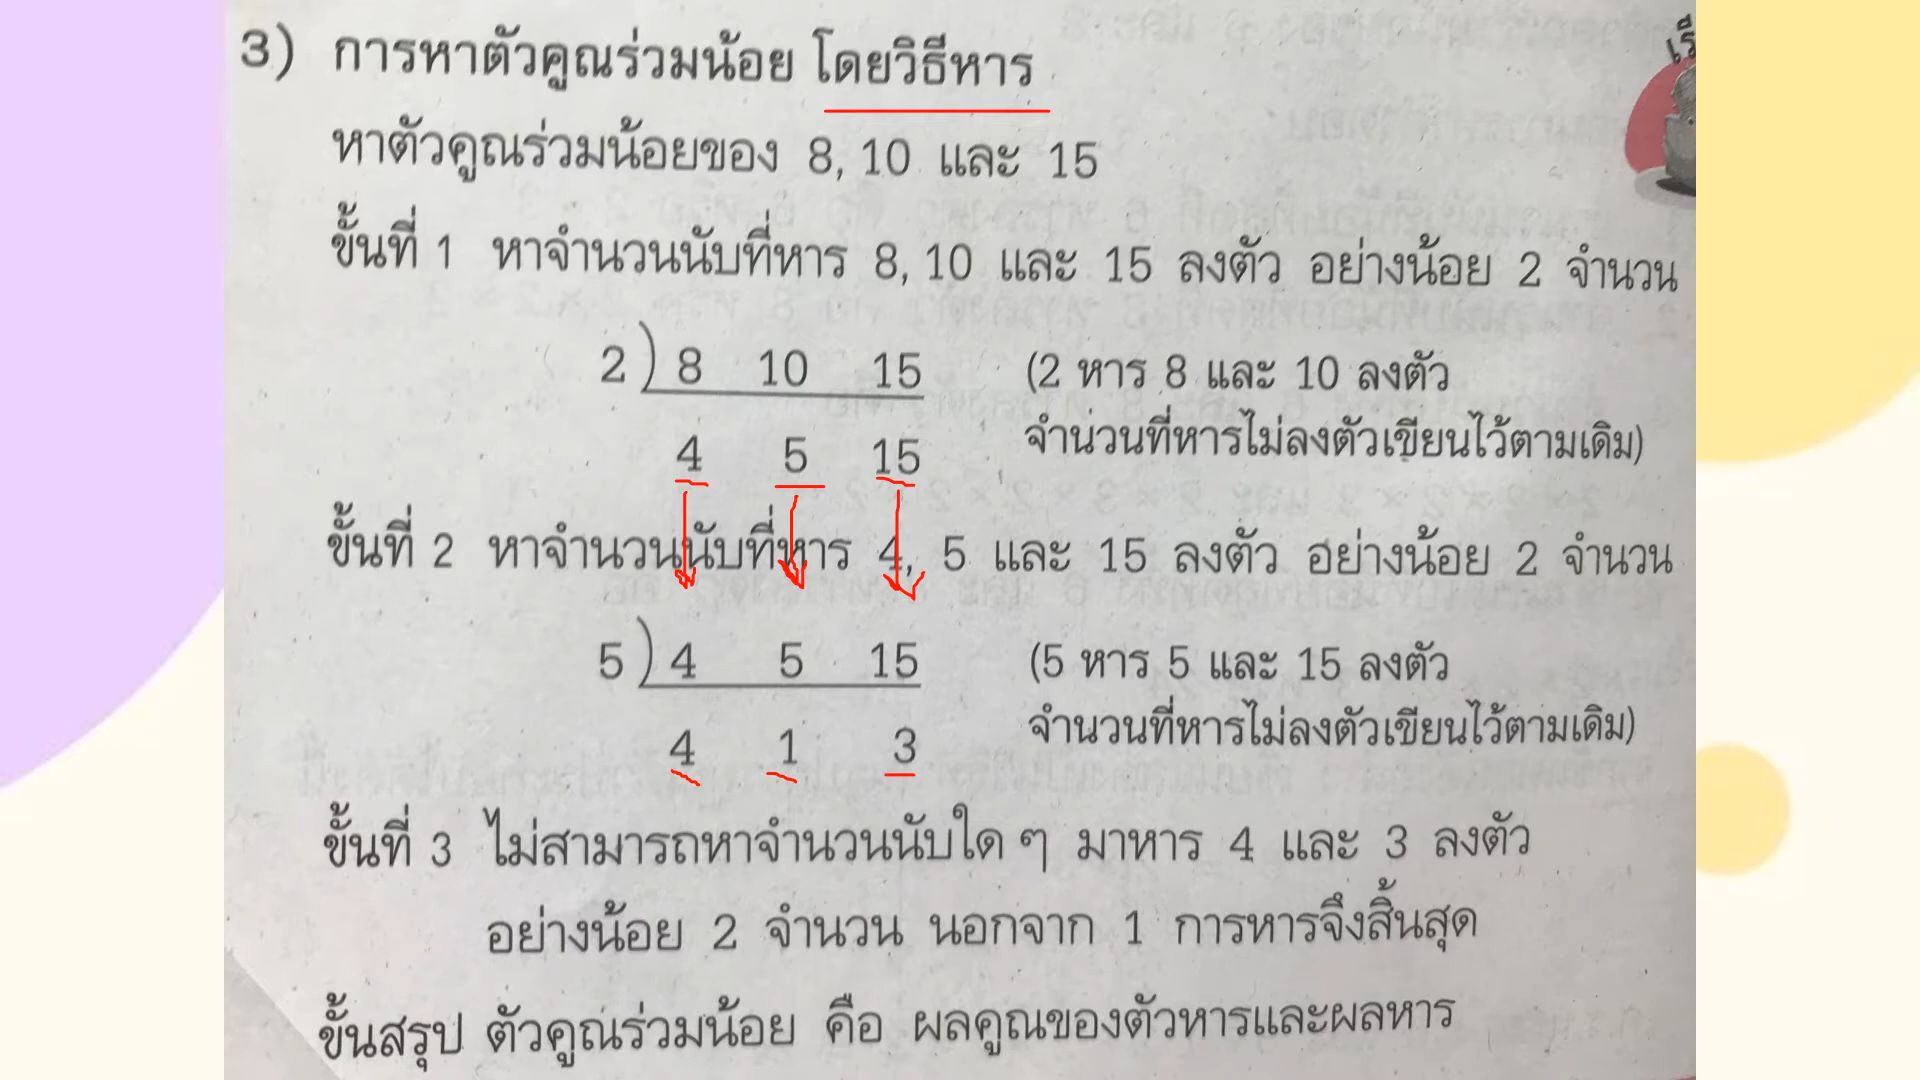 3) การหาตัวคูณร่วมน้อย โดยวิธีหาร
เรี
หาตัวคูณร่วมน้อยของ 8, 10 และ 15
ขั้นที่ 1 หาจำนวนนับที่หาร 8, 10 และ 15 ลงตัว อย่างน้อย 2 จำนวน
2) 8 10 15 (2 หาร 8 และ 10 ลงตัว
4 5 15 จำนวนที่หารไม่ลงตัวเขียนไว้ตามเดิม)
ขั้นที่ 2 หาจำนวนนับที่หาร 4, 5 และ 15 ลงตัว อย่างน้อย 2 จำนวน
5) 4 5 15 (5 หาร 5 และ 15 ลงตัว
4 1 3 จำนวนที่หารไม่ลงตัวเขียนไว้ตามเดิม)
ขั้นที่ 3 ไม่สามารถหาจำนวนนับใด ๆ มาหาร 4 และ 3 ลงตัว
อย่างน้อย 2 จำนวน นอกจาก 1 การหารจึงสิ้นสุด
ขั้นสรุป ตัวคูณร่วมน้อย คือ ผลคูณของตัวหารและผลหาร